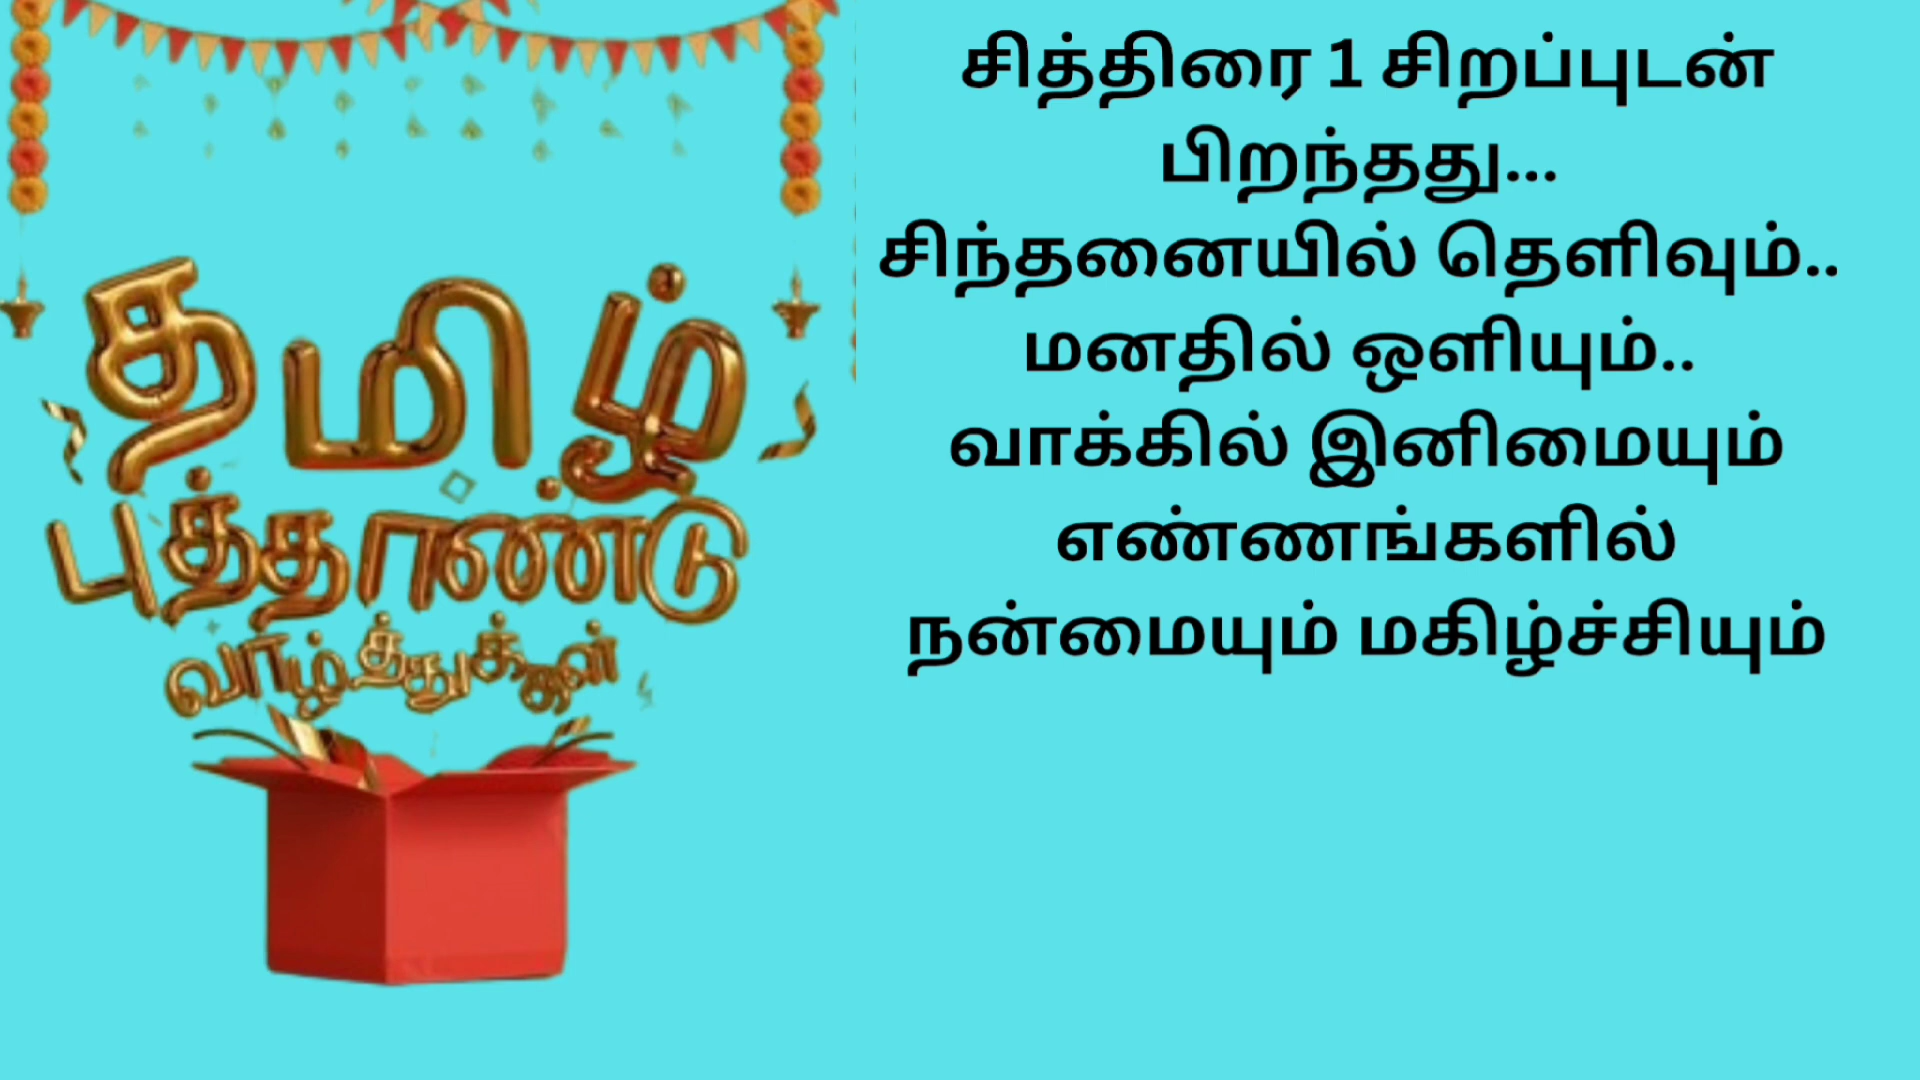 தமிழ்
புத்தாண்டு
வாழ்த்துக்கள்
சித்திரை 1 சிறப்புடன்
பிறந்தது...
சிந்தனையில் தெளிவும்..
மனதில் ஒளியும்..
வாக்கில் இனிமையும்
எண்ணங்களில்
நன்மையும் மகிழ்ச்சியும்